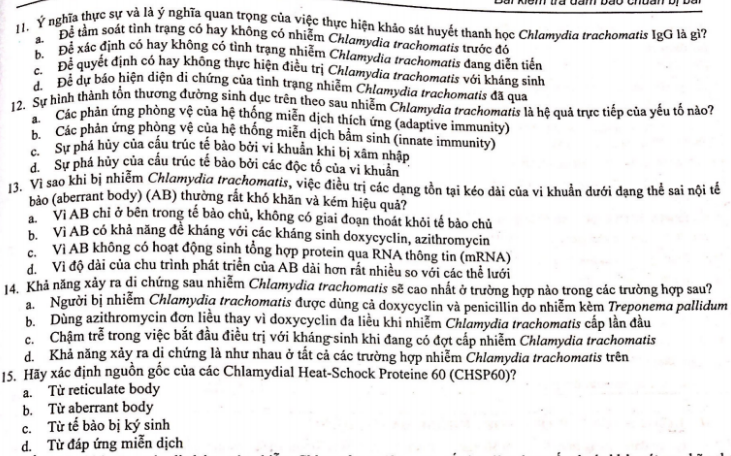 11. Ý nghĩa thực sự và là ý nghĩa quan trọng của việc thực hiện khảo sát huyết thanh học Chlamydia trachomatis IgG là gì?
a. Để tầm soát tình trạng có hay không có nhiễm Chlamydia trachomatis trước đó
b. Để xác định có hay không có tình trạng nhiễm Chlamydia trachomatis đang diễn tiến
c. Để quyết định có hay không thực hiện điều trị Chlamydia trachomatis với kháng sinh
d. Để dự báo hiện diện di chứng của tình trạng nhiễm Chlamydia trachomatis đã qua
12. Sự hình thành tổn thương đường sinh dục trên theo sau nhiễm Chlamydia trachomatis là hệ quả trực tiếp của yếu tố nào?
a. Các phản ứng phòng vệ của hệ thống miễn dịch thích ứng (adaptive immunity)
b. Các phản ứng phòng vệ của hệ thống miễn dịch bẩm sinh (innate immunity)
c. Sự phá hủy của cấu trúc tế bào bởi vi khuẩn khi bị xâm nhập
d. Sự phá hủy của cấu trúc tế bào bởi các độc tố của vi khuẩn
13. Vì sao khi bị nhiễm Chlamydia trachomatis, việc điều trị các dạng tồn tại kéo dài của vi khuẩn dưới dạng thể sai nội tế
bào (aberrant body) (AB) thường rất khó khăn và kém hiệu quả?
a. Vì AB chỉ ở bên trong tế bào chủ, không có giai đoạn thoát khỏi tế bào chủ
b. Vì AB có khả năng đề kháng với các kháng sinh doxycyclin, azithromycin
c. Vì AB không có hoạt động sinh tổng hợp protein qua RNA thông tin (mRNA)
d. Vì độ dài của chu trình phát triển của AB dài hơn rất nhiều so với các thể lưới
14. Khả năng xảy ra di chứng sau nhiễm Chlamydia trachomatis sẽ cao nhất ở trường hợp nào trong các trường hợp sau?
a. Người bị nhiễm Chlamydia trachomatis được dùng cả doxycyclin và penicillin do nhiễm kèm Treponema pallidum
b. Dùng azithromycin đơn liều thay vì doxycyclin đa liều khi nhiễm Chlamydia trachomatis cấp lần đầu
c. Chậm trễ trong việc bắt đầu điều trị với kháng sinh khi đang có đợt cấp nhiễm Chlamydia trachomatis
d. Khả năng xảy ra di chứng là như nhau ở tất cả các trường hợp nhiễm Chlamydia trachomatis trên
15. Hãy xác định nguồn gốc của các Chlamydial Heat-Schock Proteine 60 (CHSP60)?
a. Từ reticulate body
b. Từ aberrant body
c. Từ tế bào bị ký sinh
d. Từ đáp ứng miễn dịch